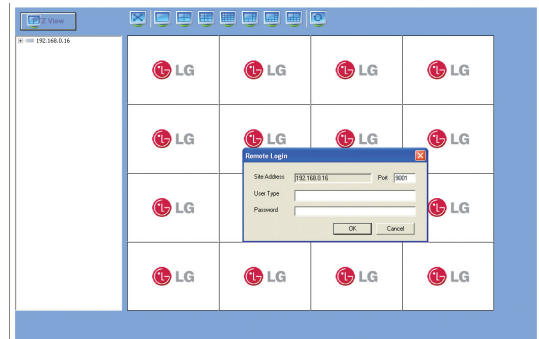 Z View
192.168.0.16
LG LG LG LG
LG LG LG LG
Remote Login
Site Address 192.168.0.16 Port 9001
User Type
Password
OK Cancel
LG LG
LG LG LG LG